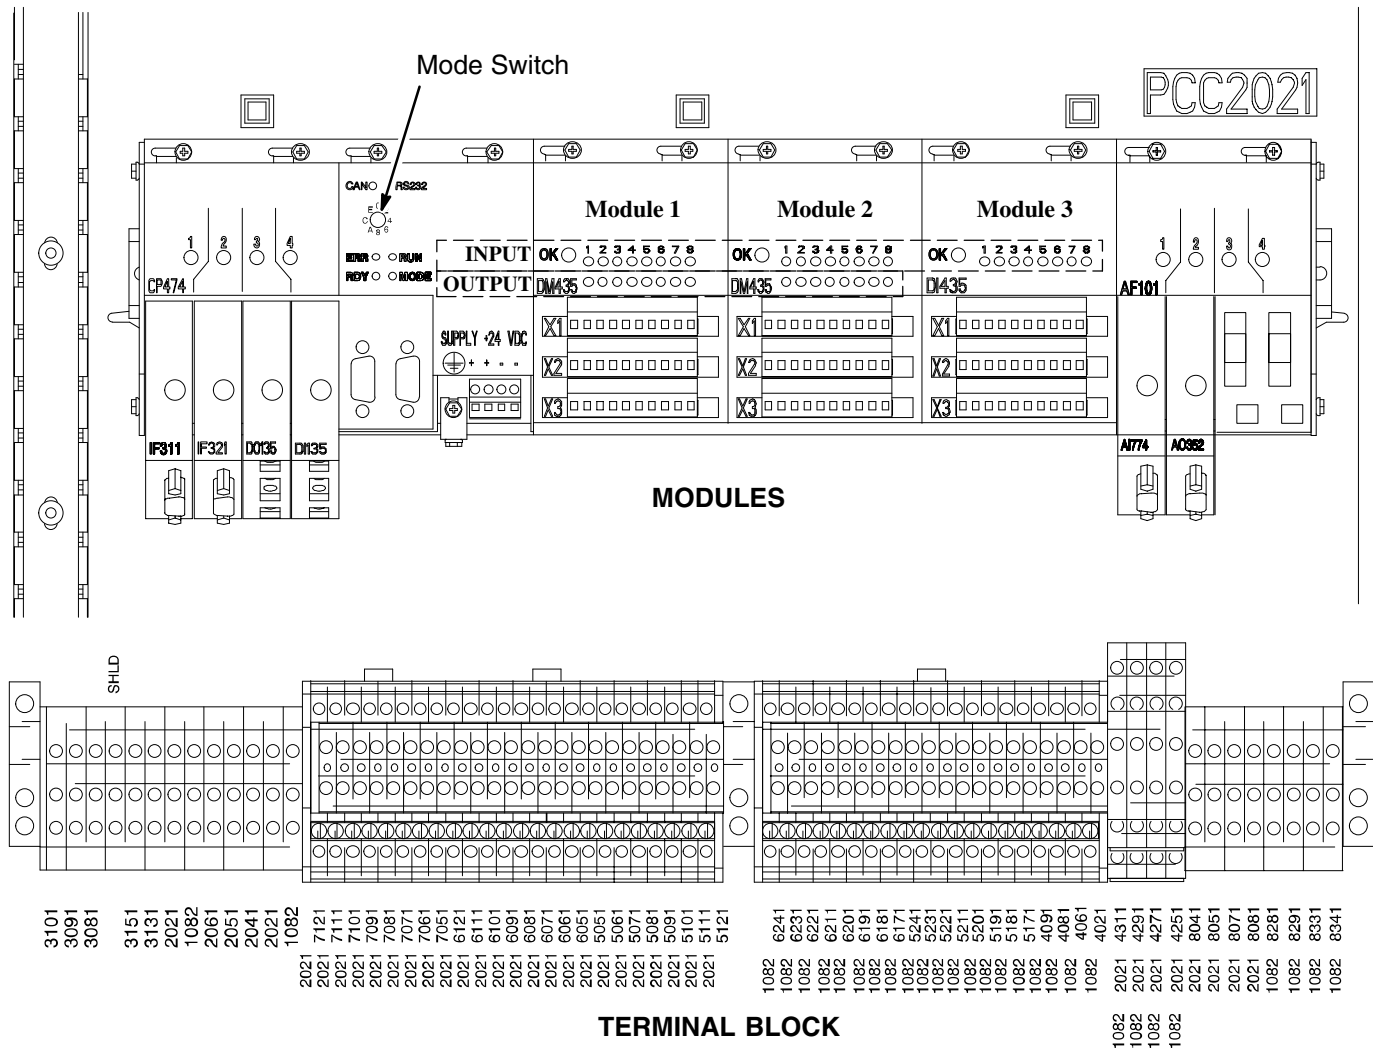 Mode Switch
PCC2021
CAN RS232
E 0
C 4
A 8 6
Module 1 Module 2 Module 3
1 2 3 4
ERR RUN
INPUT
OK 1 2 3 4 5 6 7 8
OK 1 2 3 4 5 6 7 8
OK 1 2 3 4 5 6 7 8
1 2 3 4
RDY MODE
OUTPUT
CP474
DM435
DM435
DI435
AF101
SUPPLY +24 VDC
+ + - -
X1 X1 X1
X2 X2 X2
X3 X3 X3
IF311 IF321 DO135 DI135
AI774 AO352
MODULES
SHLD
3101 3091 3081 3151 3131 2021 1082 2061 2051 2041 2021 1082
7121 7111 7101 7091 7081 7071 7061 7051 6121 6111 6101 6091 6081 6071 6061 6051 5051 5061 5071 5081 5091 5101 5111 5121
2021 2021 2021 2021 2021 2021 2021 2021 2021 2021 2021 2021 2021 2021 2021 2021 2021 2021 2021 2021 2021 2021 2021 2021
6241 6231 6221 6211 6201 6191 6181 6171 5241 5231 5221 5211 5201 5191 5181 5171 4091 4081 4061 4021
1082 1082 1082 1082 1082 1082 1082 1082 1082 1082 1082 1082 1082 1082 1082 1082 1082 1082 1082 1082
4311 4291 4271 4251 8041 8051 8071 8081 8281 8291 8331 8341
2021 2021 2021 2021 2021 2021 2021 2021 1082 1082 1082 1082
1082 1082 1082 1082
TERMINAL BLOCK